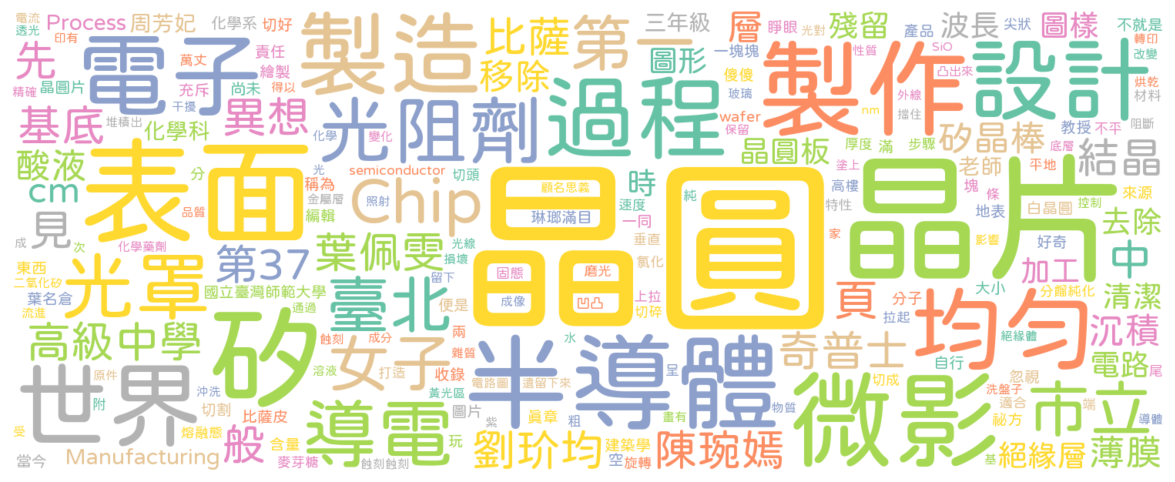 電流
透光
Process
周芳妃
化學系
切好
製造
比薩
第一
三年級
層
睜眼
殘留
產品
波長
尖狀
圖樣
不就是
轉印
先
印有
電子
萬丈
責任
繪製
移除
圖形
一塊塊
傻傻
製作
性質
SiO
凸出來
設計
改變
光對
精確
晶圓片
充斥
尚未
得以
異想
光阻劑
過程
玻璃
外線
烘乾
材料
基底
堆積出
干擾
化學科
化學
變化
wafer
保留
nm
擋住
矽晶棒
教授
不平
阻斷
酸液
表面
分
光
semiconductor
切頭
晶圓板
厚度
滿
步驟
底層
結晶
cm
稱為
照射
Chip
晶圓
顧名思義
琳瑯滿目
時
速度
一同
純
塗上
老師
平地
塊
條
高樓
特性
晶片
來源
控制
金屬層
編輯
品質
地表
白晶圓
去除
見
成
次
化學藥劑
第37
葉佩雯
光線
損壞
垂直
氯化
家
影響
好奇
中
東西
二氧化矽
光罩
葉名倉
國立臺灣師範大學
留下
固態
磨光
成像
凹凸
上拉
切碎
頁
分子
拉起
大小
加工
分餾純化
清潔
流進
通過
臺北
便是
高級中學
矽
蝕刻
成分
兩
水
奇普士
均勻
絕緣體
沉積
世界
原件
女子
雜質
半導體
自行
電路
尾
附
沖洗
溶液
打造
收錄
電路圖
遺留下來
呈
切成
洗盤子
忽視
市立
切割
比薩皮
導電
黃光區
圖片
畫有
物質
微影
適合
端
導體
受
熔融態
般
含量
玩
紫
真章
粗
秘方
當今
Manufacturing
麥芽糖
蝕刻蝕刻
劉玠均
建築學
空
旋轉
陳琬嫣
基
絕緣層
薄膜